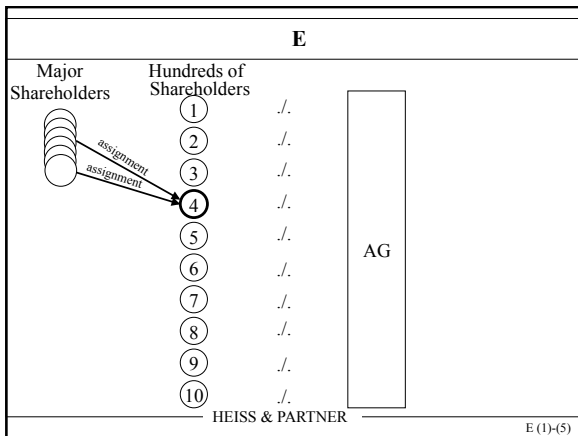 E
Major
Shareholders
Hundreds of
Shareholders
assignment
assignment
1 ./.
2 ./.
3 ./.
4 ./.
5 ./.
6 ./.
7 ./.
8 ./.
9 ./.
10 ./.
AG
HEISS & PARTNER
E (1)-(5)